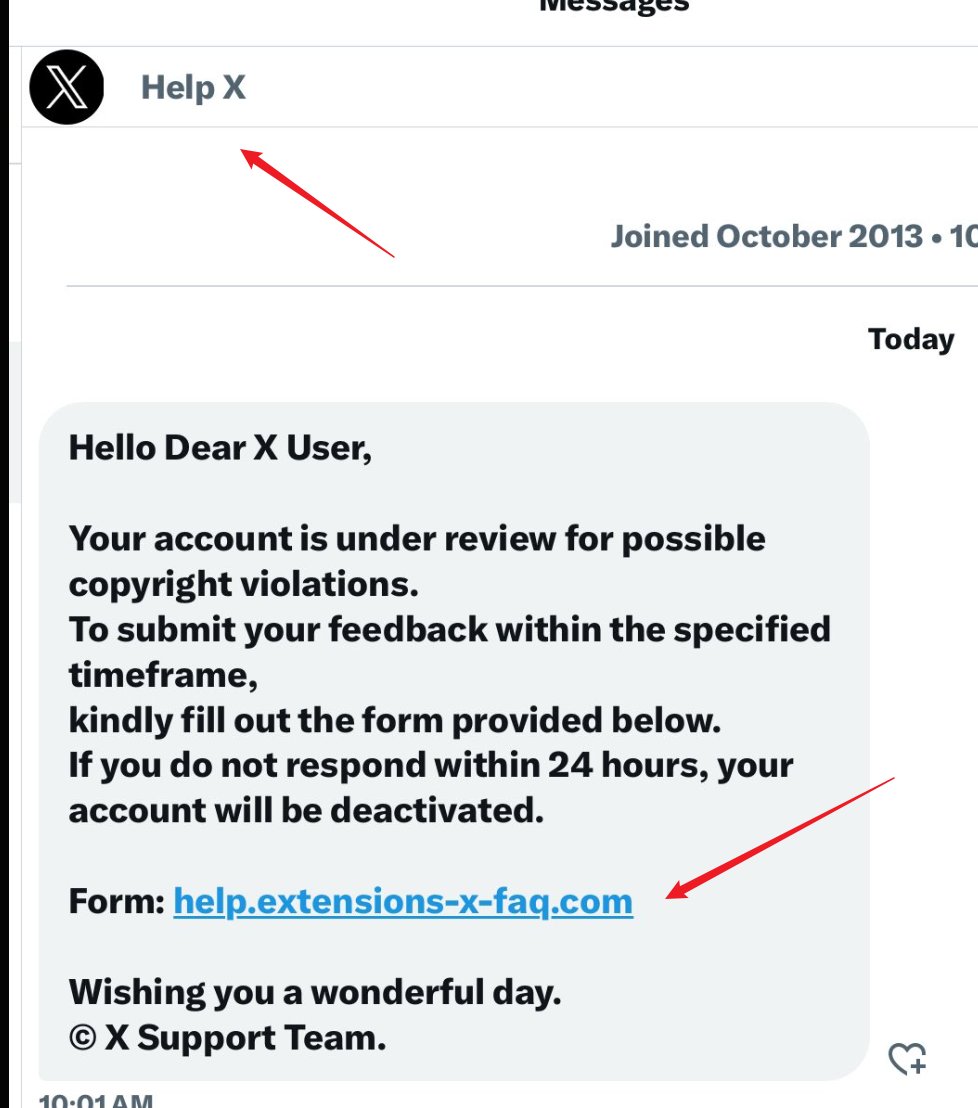 Messages
Help X
Joined October 2013 • 10
Today
Hello Dear X User,
Your account is under review for possible
copyright violations.
To submit your feedback within the specified
timeframe,
kindly fill out the form provided below.
If you do not respond within 24 hours, your
account will be deactivated.
Form: help.extensions-x-faq.com
Wishing you a wonderful day.
© X Support Team.
10:01 AM